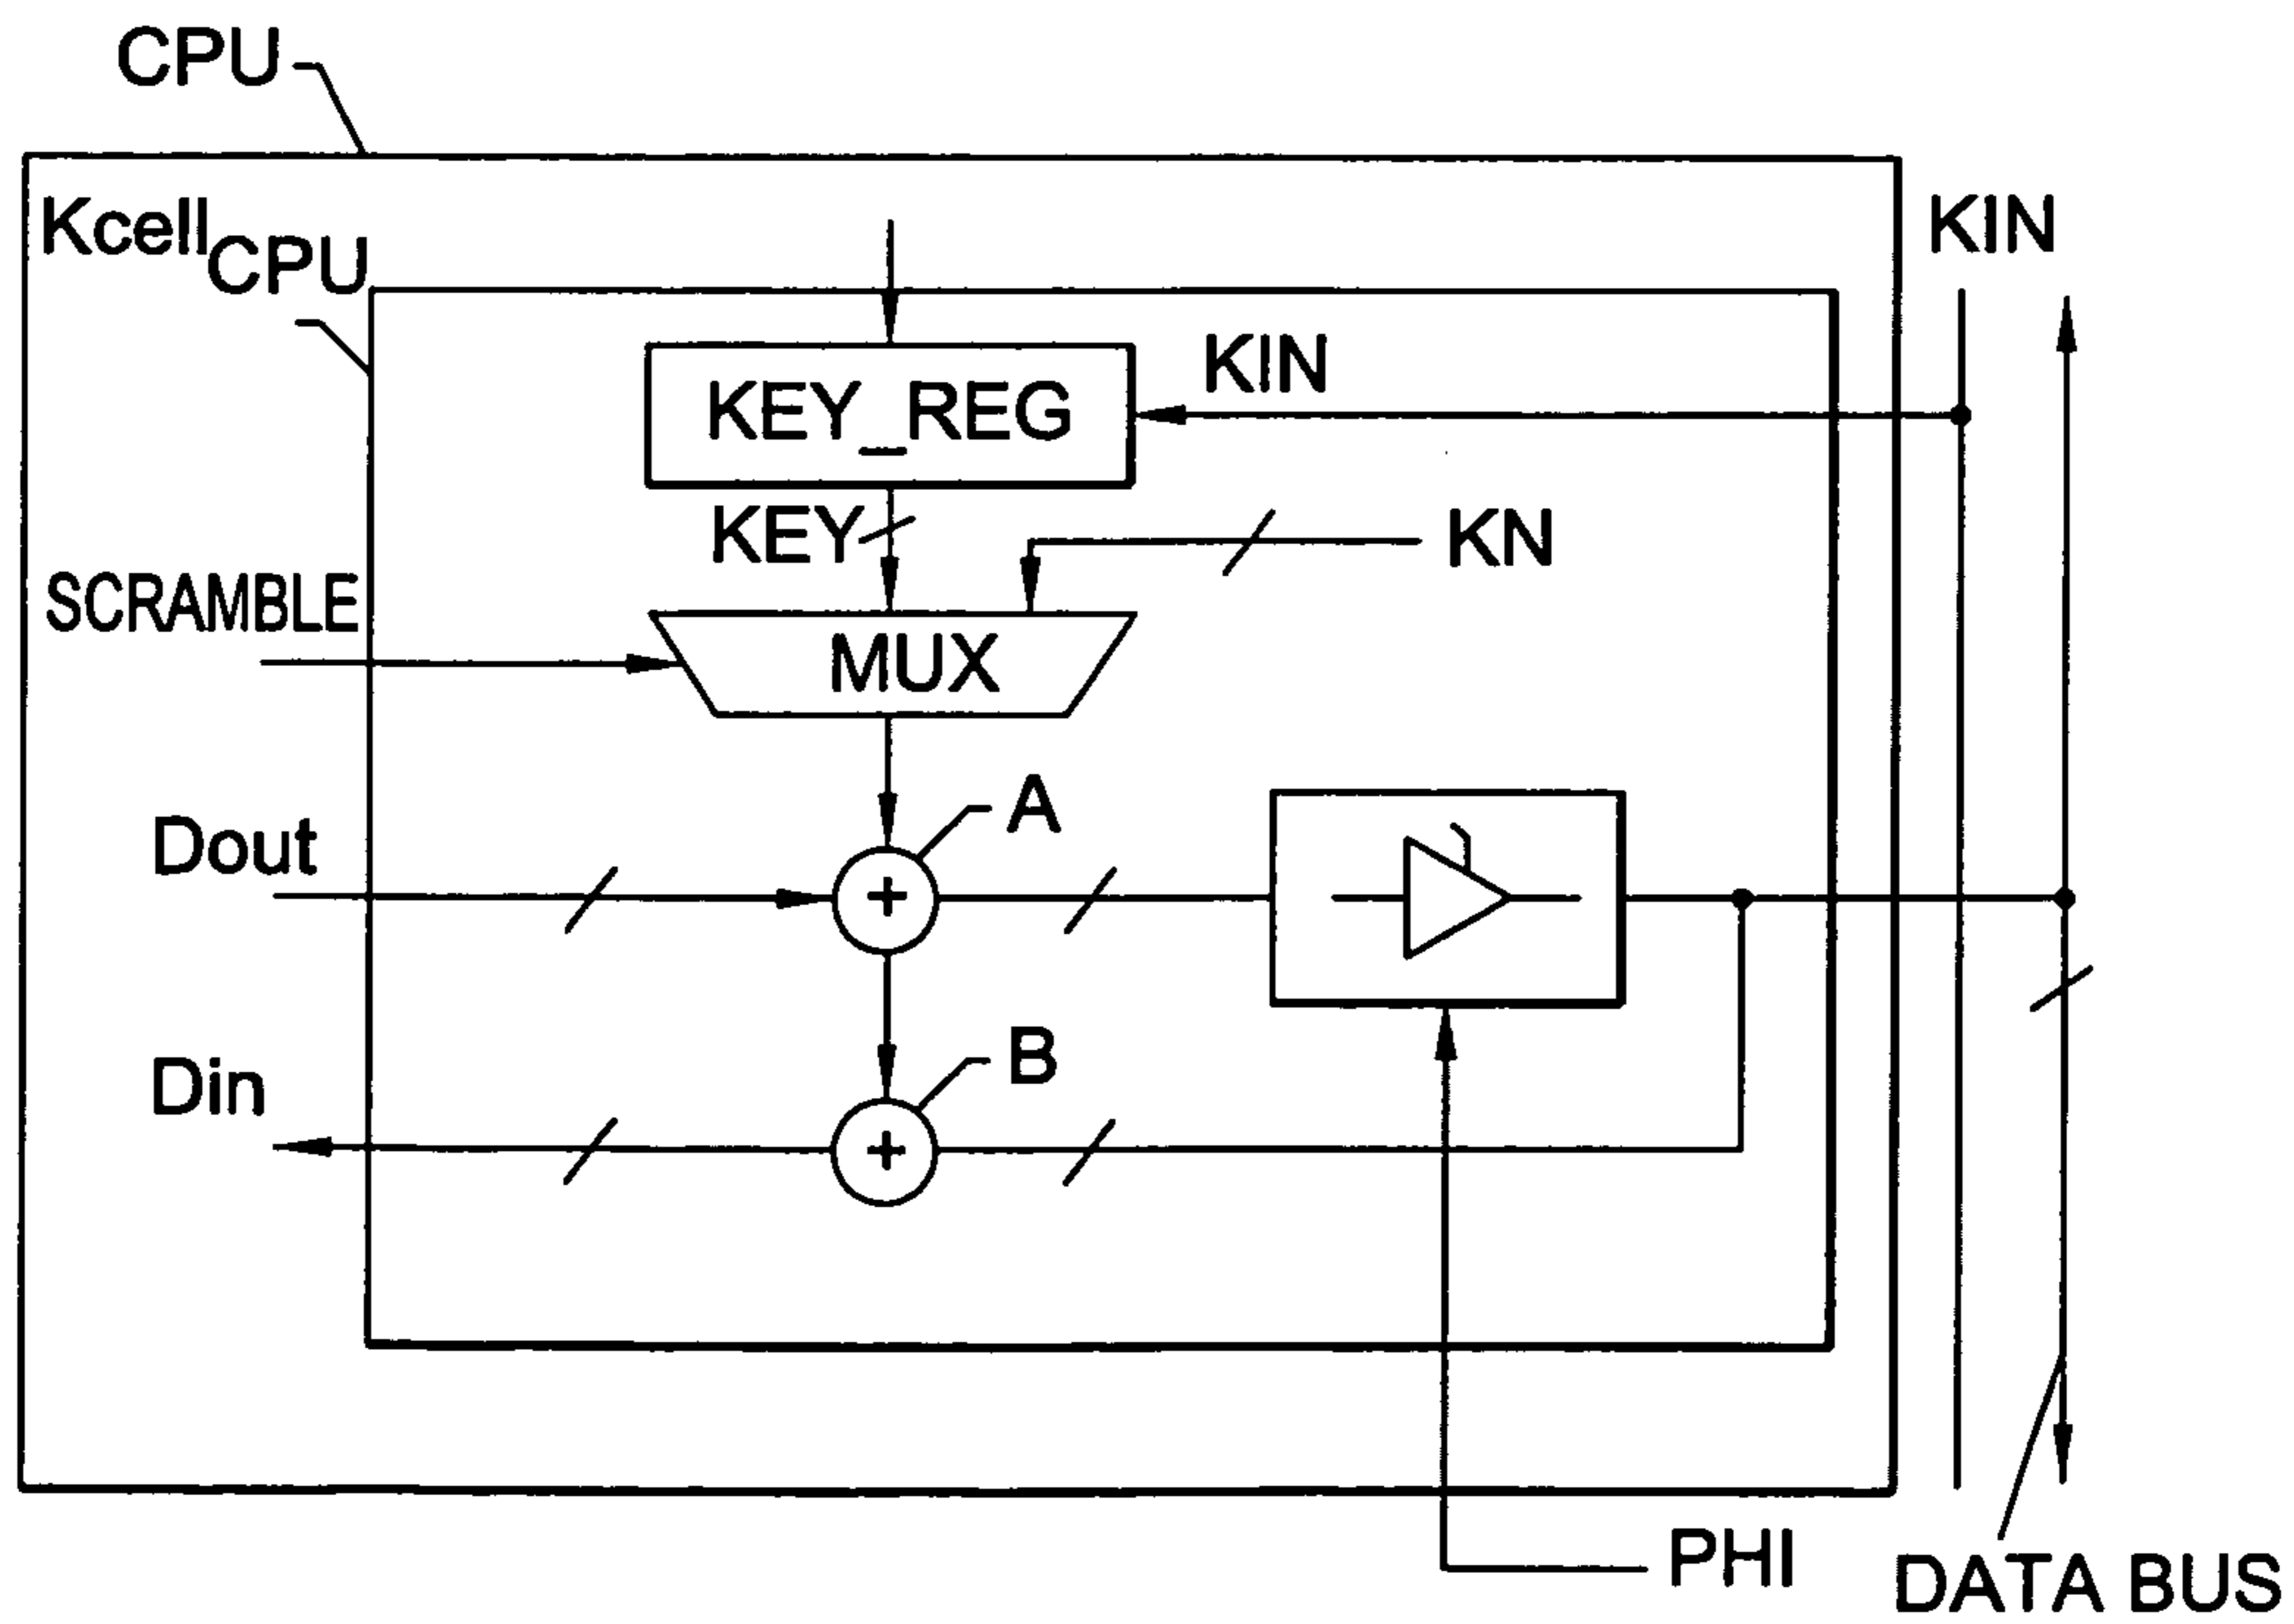 CPU
Kcell CPU
KIN
KIN
KEY_REG
KEY
KN
SCRAMBLE
MUX
A
Dout
+
B
Din
+
PHI
DATA BUS